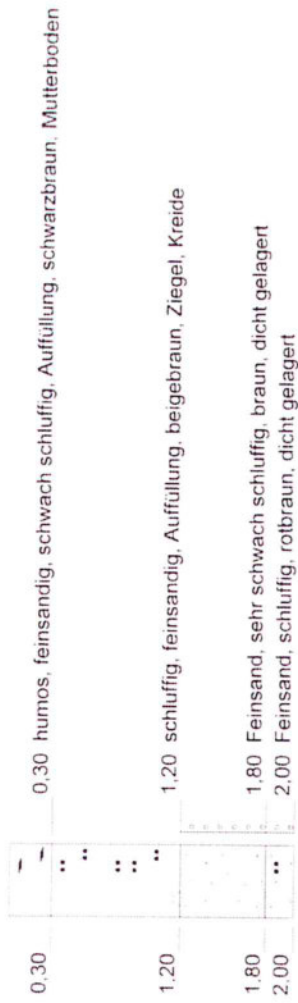 0,30 0,30 humos, feinsandig, schwach schluffig, Auffüllung, schwarzbraun, Mutterboden
1,20 1,20 schluffig, feinsandig, Auffüllung, beigebraun, Ziegel, Kreide
1,80 1,80 Feinsand, sehr schwach schluffig, braun, dicht gelagert
2,00 2,00 Feinsand, schluffig, rotbraun, dicht gelagert